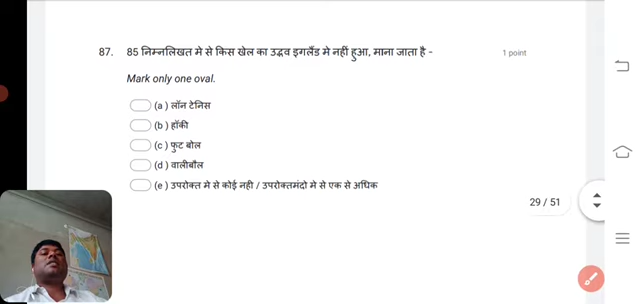 87. 85 निम्नलिखत मे से किस खेल का उद्भव इगलैंड मे नहीं हुआ, माना जाता है - 1 point
Mark only one oval.
(a ) लॉन टेनिस
(b ) हॉकी
(c ) फुट बोल
(d ) वालीबौल
(e ) उपरोक्त मे से कोई नही / उपरोक्तमंदो मे से एक से अधिक
29 / 51